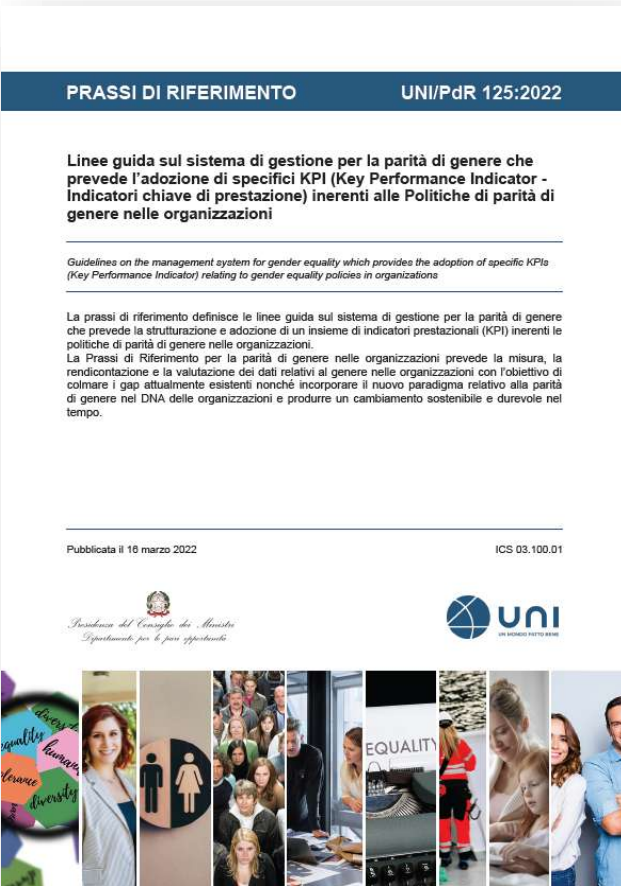 PRASSI DI RIFERIMENTO UNI/PdR 125:2022
Linee guida sul sistema di gestione per la parità di genere che
prevede l'adozione di specifici KPI (Key Performance Indicator -
Indicatori chiave di prestazione) inerenti alle Politiche di parità di
genere nelle organizzazioni
Guidelines on the management system for gender equality which provides the adoption of specific KPIs
(Key Performance Indicator) relating to gender equality policies in organizations
La prassi di riferimento definisce le linee guida sul sistema di gestione per la parità di genere
che prevede la strutturazione e adozione di un insieme di indicatori prestazionali (KPI) inerenti le
politiche di parità di genere nelle organizzazioni.
La Prassi di Riferimento per la parità di genere nelle organizzazioni prevede la misura, la
rendicontazione e la valutazione dei dati relativi al genere nelle organizzazioni con l'obiettivo di
colmare i gap attualmente esistenti nonché incorporare il nuovo paradigma relativo alla parità
di genere nel DNA delle organizzazioni e produrre un cambiamento sostenibile e durevole nel
tempo.
Pubblicata il 16 marzo 2022 ICS 03.100.01
Presidenza del Consiglio dei Ministri
Dipartimento per le pari opportunità
UNI
UN MONDO FATTO BENE
equality
diversity
EQUALITY